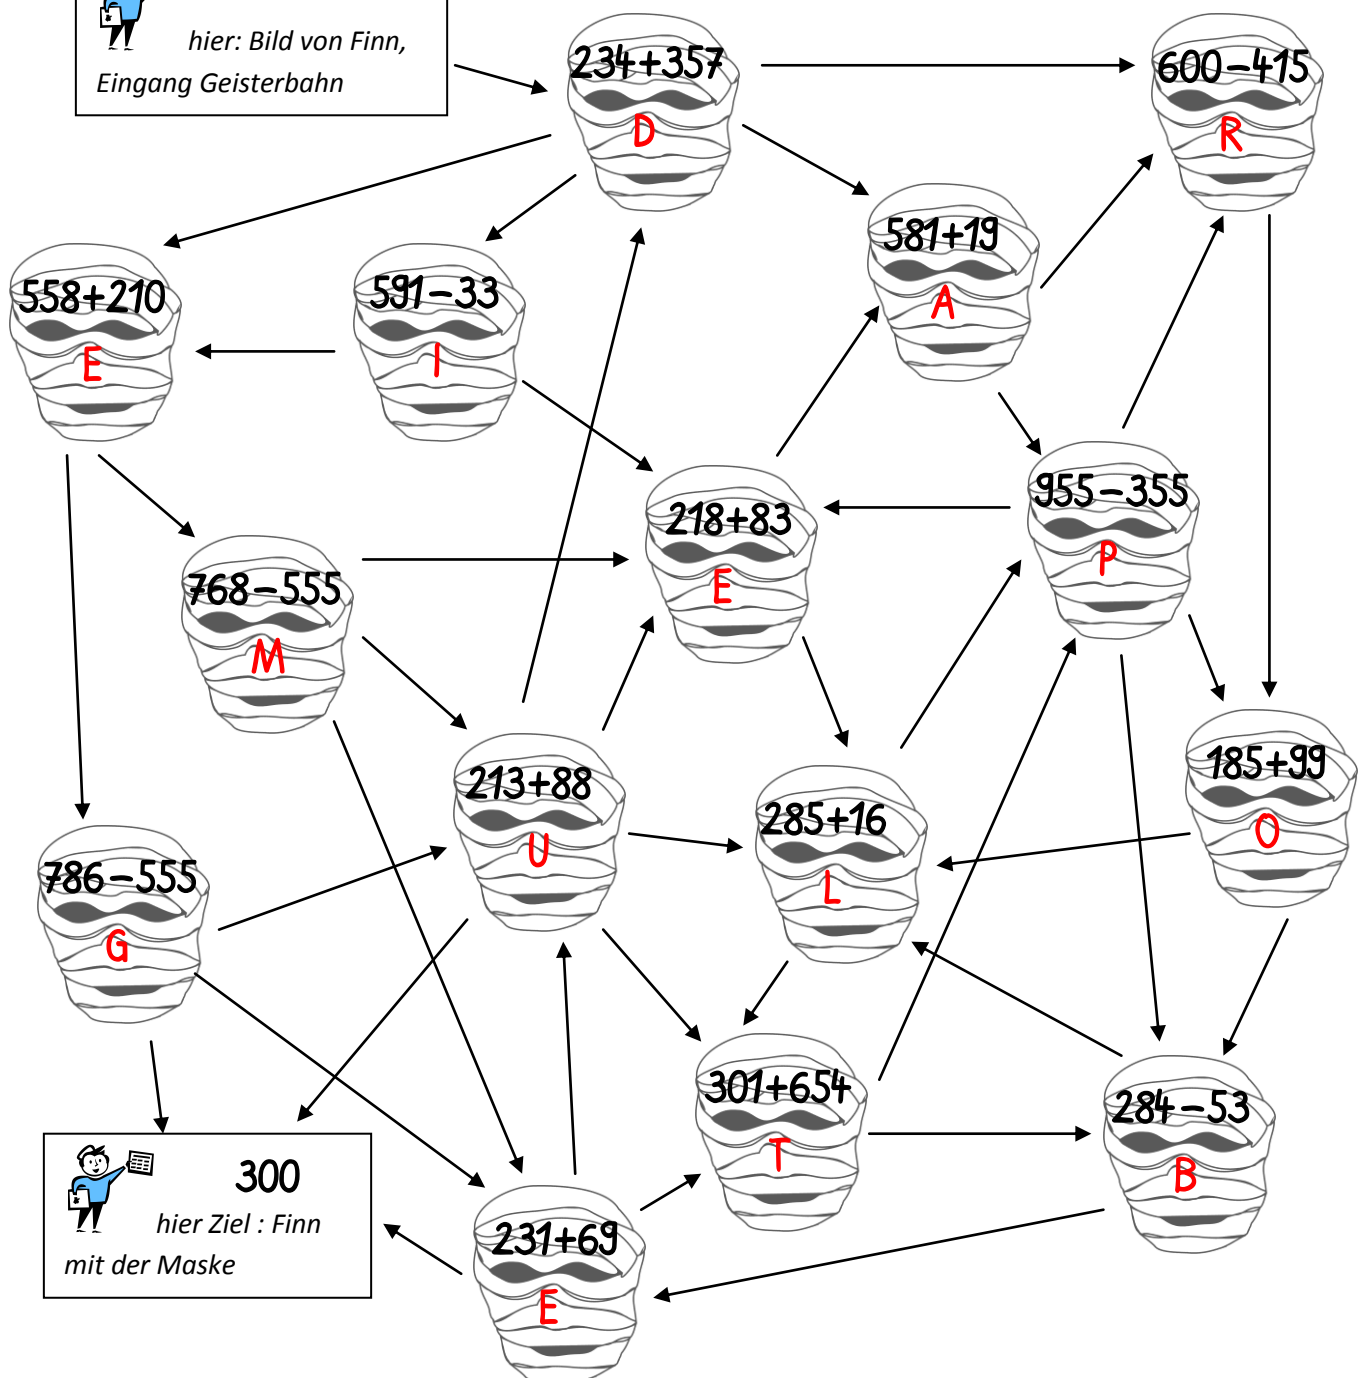 hier: Bild von Finn,
Eingang Geisterbahn
234+357
D
600–415
R
581+19
A
558+210
E
591–33
I
218+83
E
955–355
P
768–555
M
213+88
U
285+16
L
185+99
O
786–555
G
301+654
T
284–53
B
300
hier Ziel : Finn
mit der Maske
231+69
E